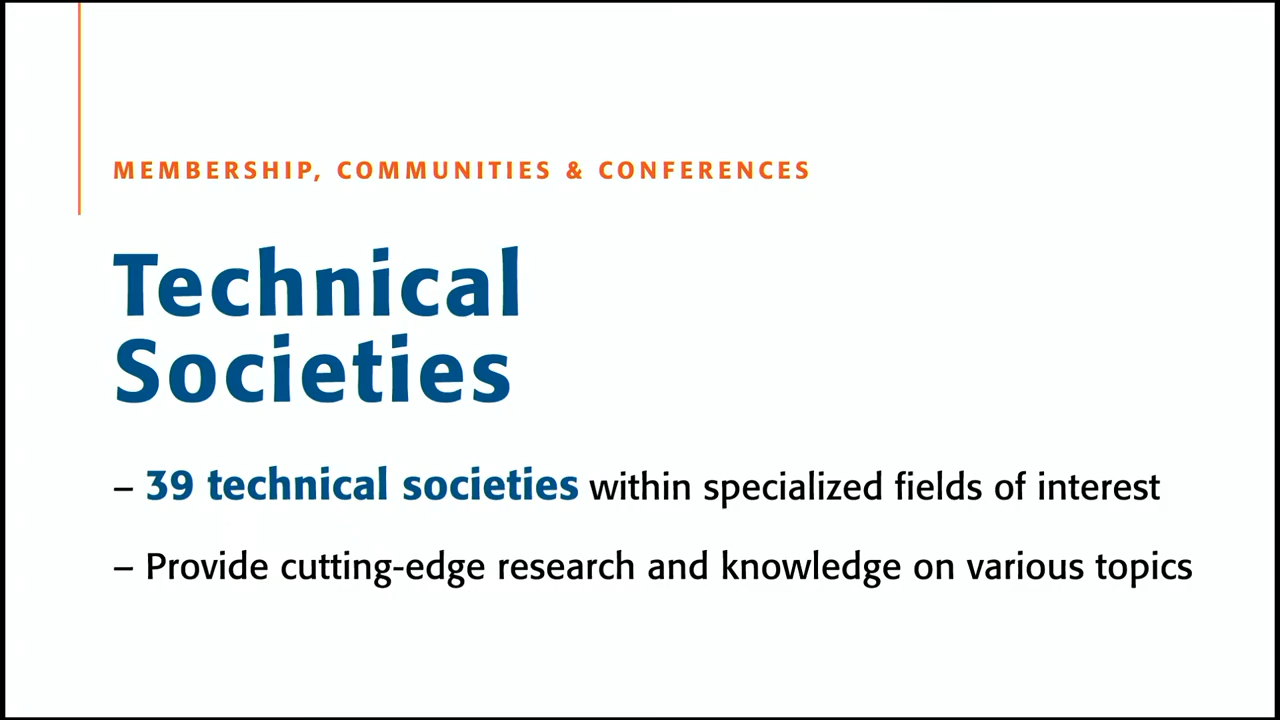 MEMBERSHIP, COMMUNITIES & CONFERENCES
Technical
Societies
– 39 technical societies within specialized fields of interest
– Provide cutting-edge research and knowledge on various topics